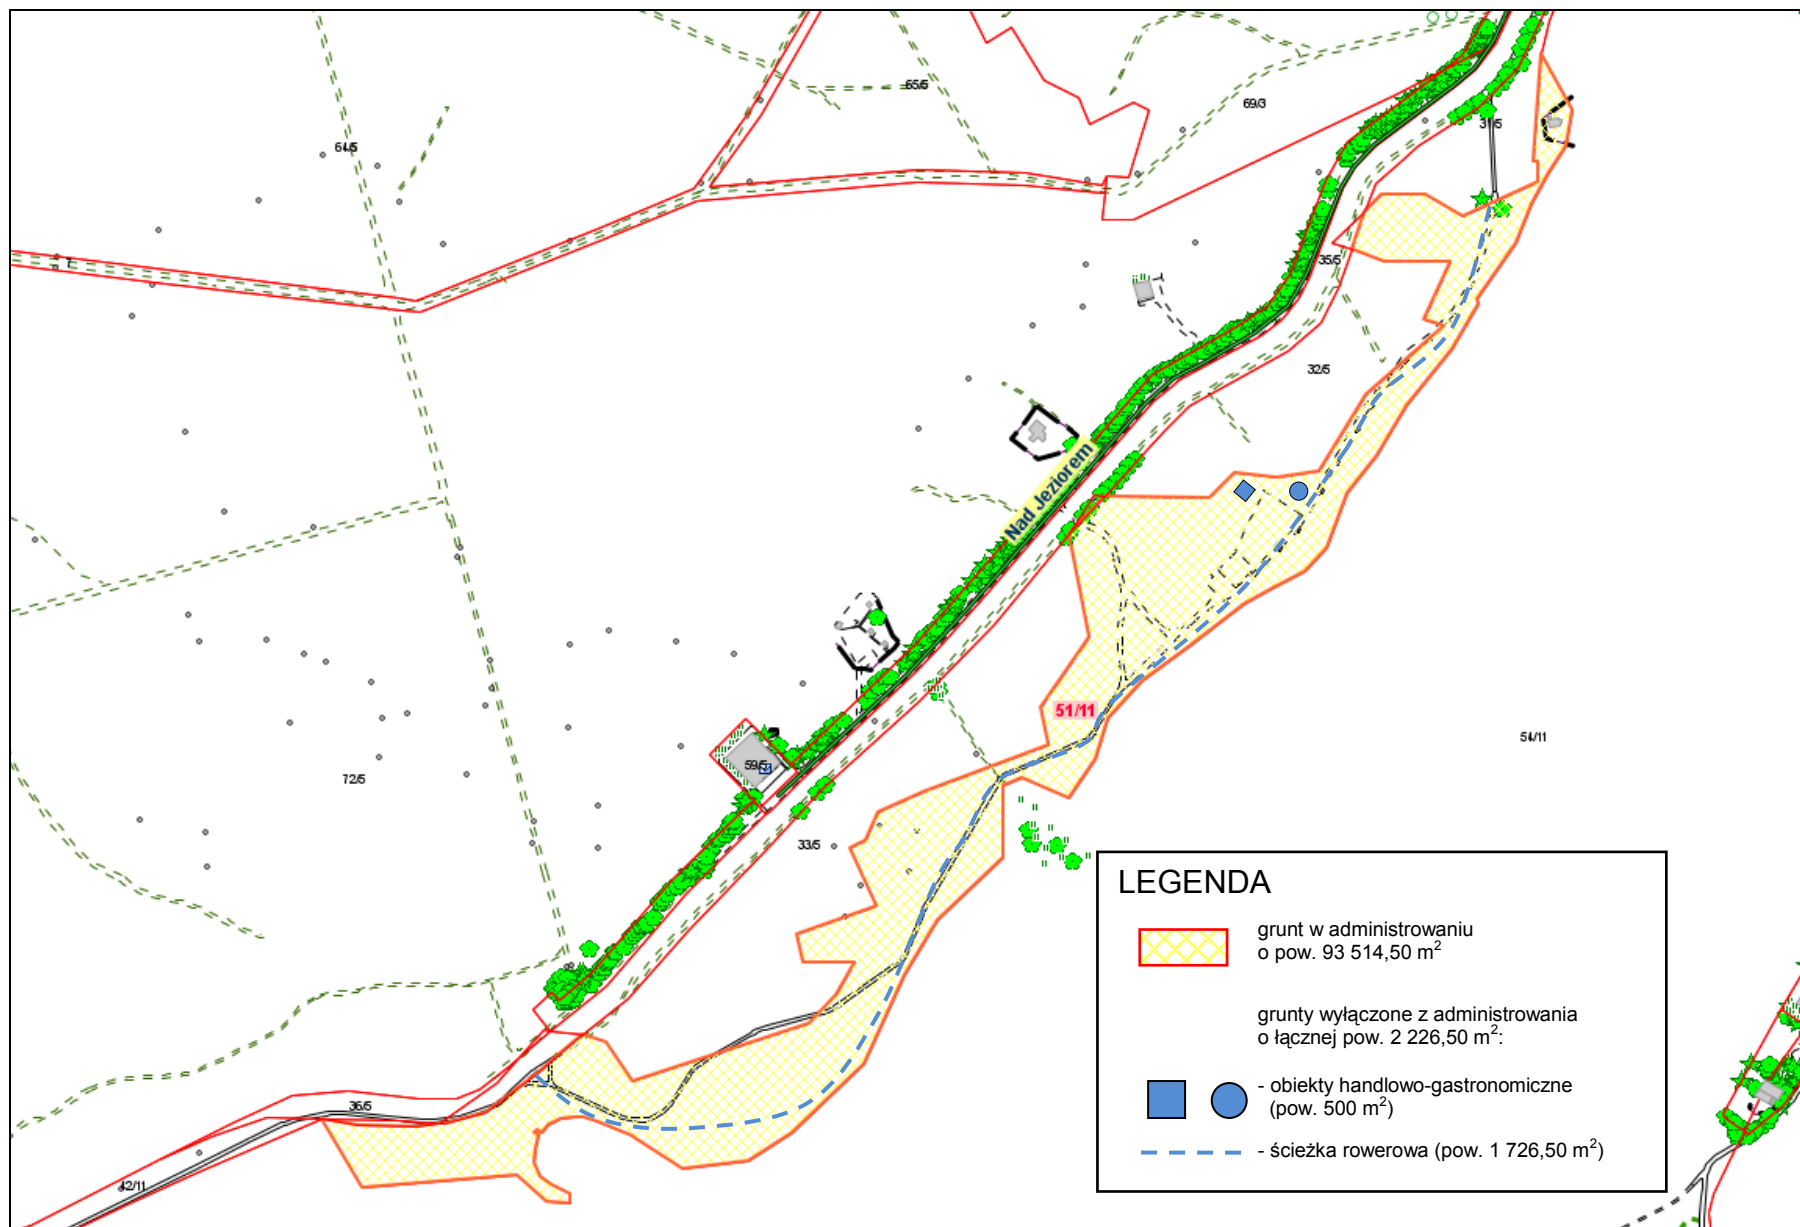 65/5
69/3
31/5
64/5
35/5
32/5
Nad Jeziorem
51/11
51/11
59/5
72/5
33/5
36/5
42/11
LEGENDA
grunt w administrowaniu
o pow. 93 514,50 m²
grunty wyłączone z administrowania
o łącznej pow. 2 226,50 m²:
- obiekty handlowo-gastronomiczne
(pow. 500 m²)
- ścieżka rowerowa (pow. 1 726,50 m²)